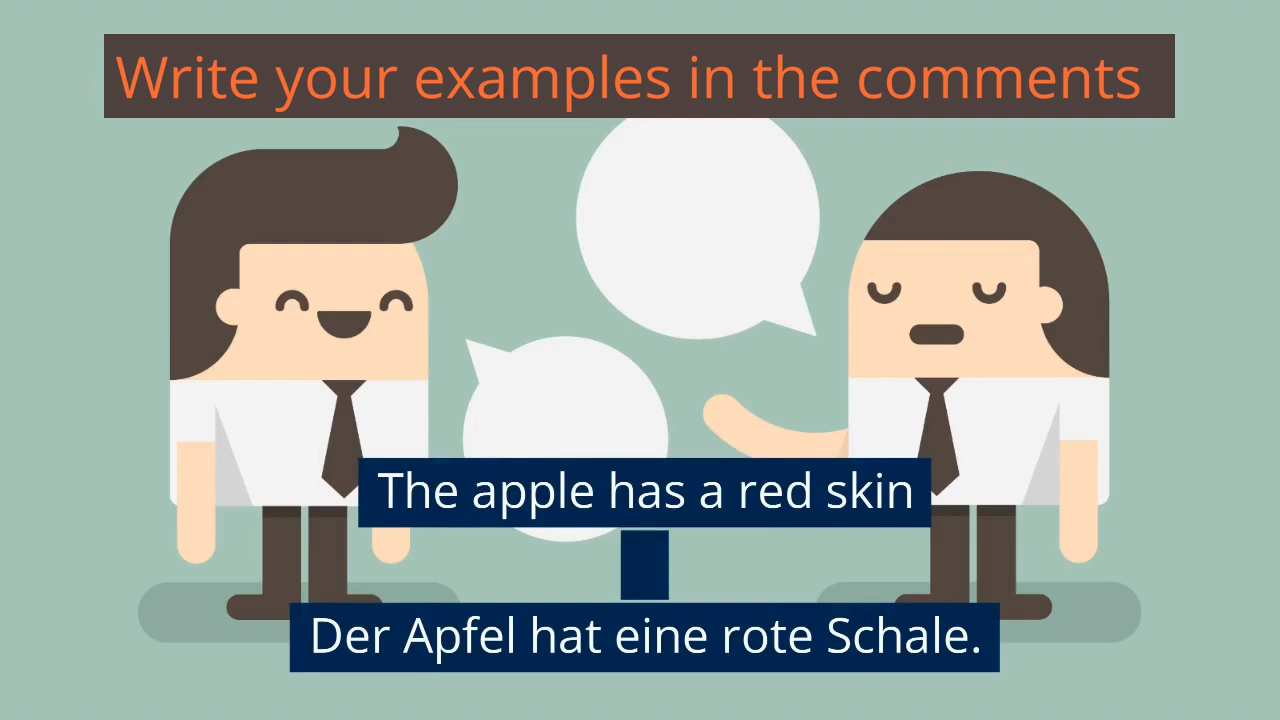 Write your examples in the comments
The apple has a red skin
Der Apfel hat eine rote Schale.